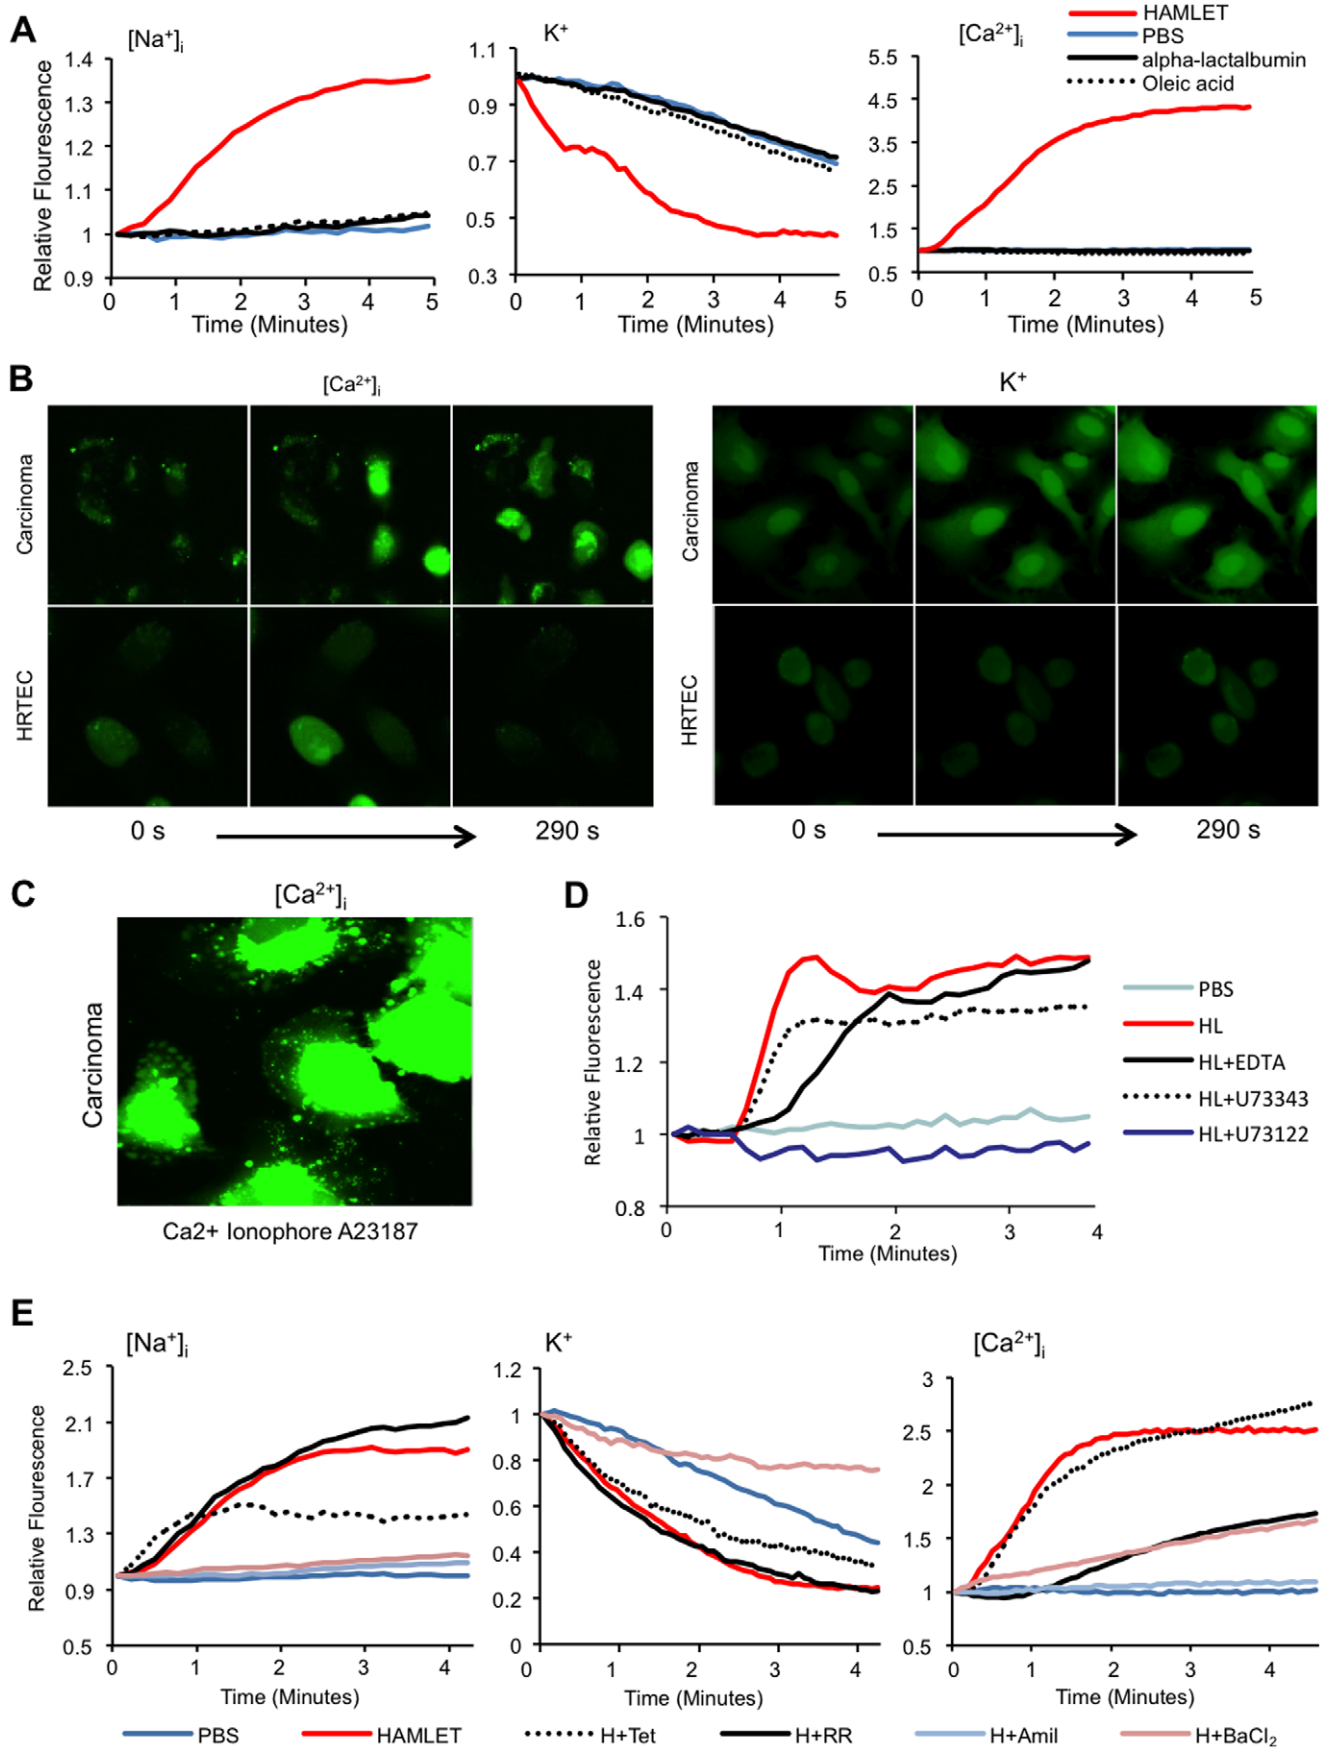 A
[Na⁺]ᵢ
K⁺
[Ca²⁺]ᵢ
HAMLET
PBS
alpha-lactalbumin
Oleic acid
Relative Flourescence
1.4
1.3
1.2
1.1
1
0.9
0 1 2 3 4 5
Time (Minutes)
1.1
0.9
0.7
0.5
0.3
0 1 2 3 4 5
Time (Minutes)
5.5
4.5
3.5
2.5
1.5
0.5
0 1 2 3 4 5
Time (Minutes)
B
[Ca²⁺]ᵢ
K⁺
Carcinoma
HRTEC
0 s
290 s
Carcinoma
HRTEC
0 s
290 s
C
[Ca²⁺]ᵢ
Carcinoma
Ca2+ Ionophore A23187
D
Relative Fluorescence
1.6
1.4
1.2
1
0.8
0 1 2 3 4
Time (Minutes)
PBS
HL
HL+EDTA
HL+U73343
HL+U73122
E
[Na⁺]ᵢ
K⁺
[Ca²⁺]ᵢ
Relative Flourescence
2.5
2.1
1.7
1.3
0.9
0.5
0 1 2 3 4
Time (Minutes)
1.2
1
0.8
0.6
0.4
0.2
0
0 1 2 3 4
Time (Minutes)
3
2.5
2
1.5
1
0.5
0 1 2 3 4
Time (Minutes)
PBS
HAMLET
H+Tet
H+RR
H+Amil
H+BaCl₂